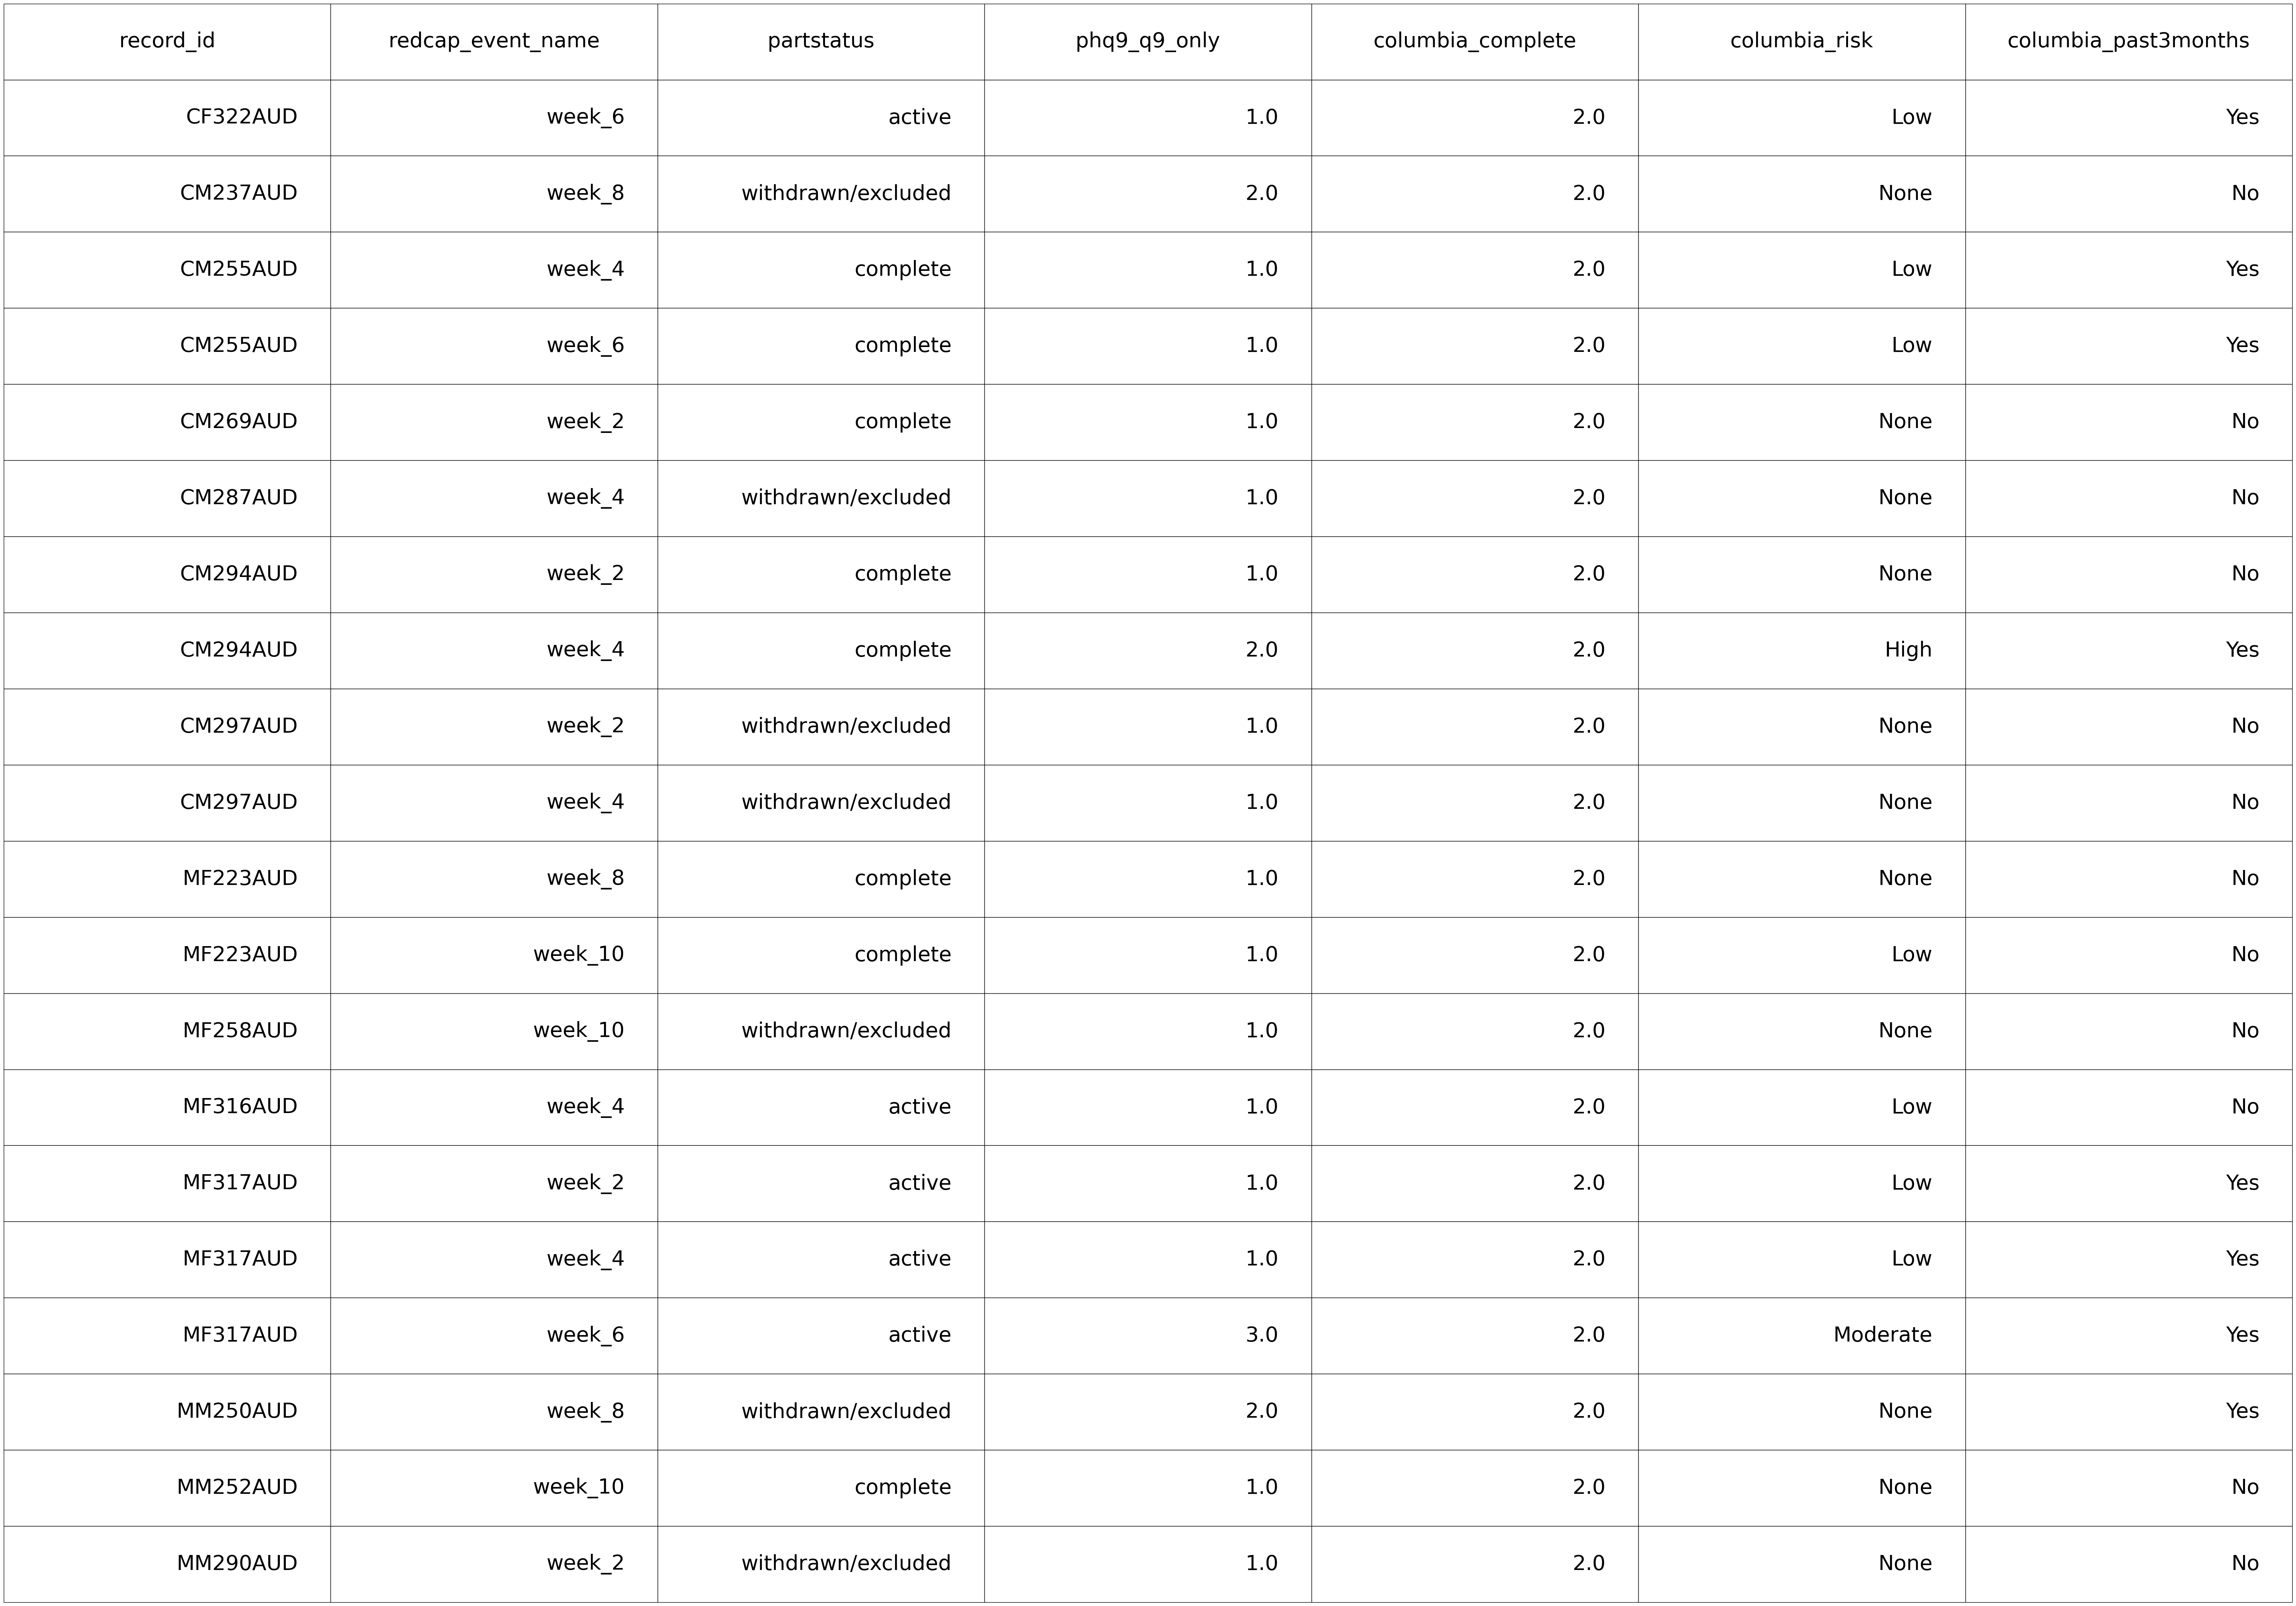 record_id redcap_event_name partstatus phq9_q9_only columbia_complete columbia_risk columbia_past3months
CF322AUD week_6 active 1.0 2.0 Low Yes
CM237AUD week_8 withdrawn/excluded 2.0 2.0 None No
CM255AUD week_4 complete 1.0 2.0 Low Yes
CM255AUD week_6 complete 1.0 2.0 Low Yes
CM269AUD week_2 complete 1.0 2.0 None No
CM287AUD week_4 withdrawn/excluded 1.0 2.0 None No
CM294AUD week_2 complete 1.0 2.0 None No
CM294AUD week_4 complete 2.0 2.0 High Yes
CM297AUD week_2 withdrawn/excluded 1.0 2.0 None No
CM297AUD week_4 withdrawn/excluded 1.0 2.0 None No
MF223AUD week_8 complete 1.0 2.0 None No
MF223AUD week_10 complete 1.0 2.0 Low No
MF258AUD week_10 withdrawn/excluded 1.0 2.0 None No
MF316AUD week_4 active 1.0 2.0 Low No
MF317AUD week_2 active 1.0 2.0 Low Yes
MF317AUD week_4 active 1.0 2.0 Low Yes
MF317AUD week_6 active 3.0 2.0 Moderate Yes
MM250AUD week_8 withdrawn/excluded 2.0 2.0 None Yes
MM252AUD week_10 complete 1.0 2.0 None No
MM290AUD week_2 withdrawn/excluded 1.0 2.0 None No